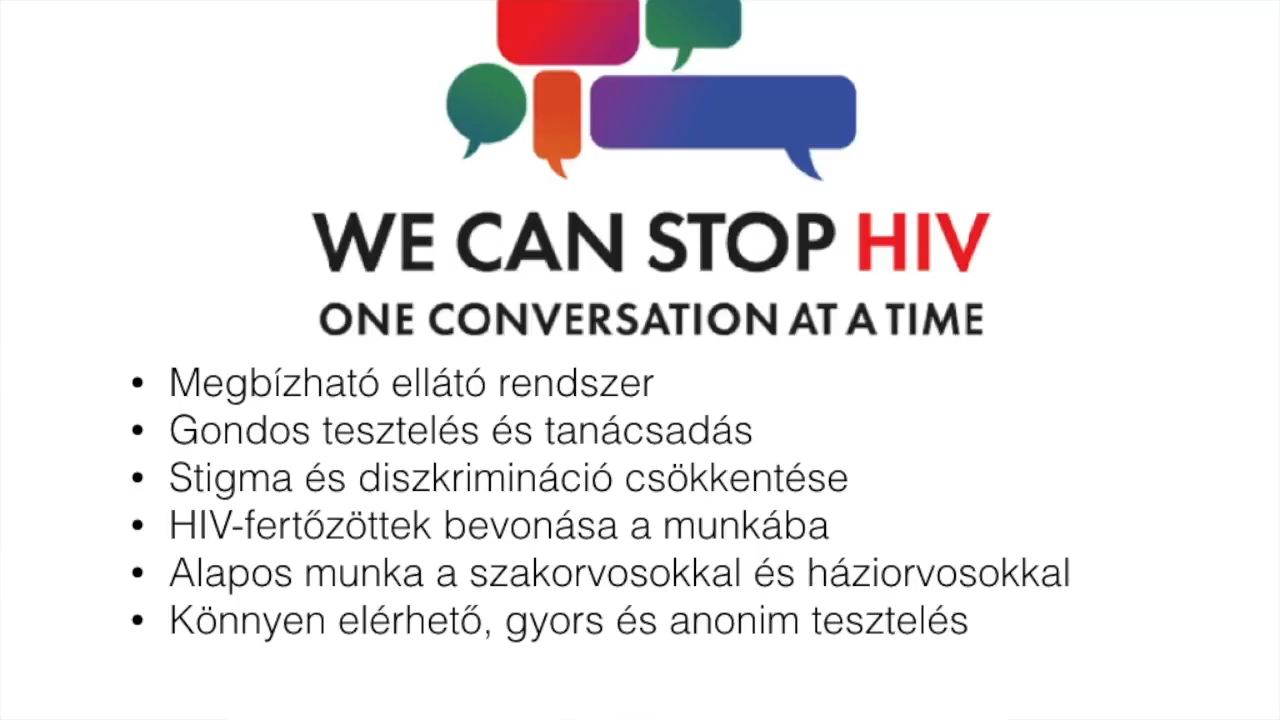 WE CAN STOP HIV
ONE CONVERSATION AT A TIME
• Megbízható ellátó rendszer
• Gondos tesztelés és tanácsadás
• Stigma és diszkrimináció csökkentése
• HIV-fertőzöttek bevonása a munkába
• Alapos munka a szakorvosokkal és háziorvosokkal
• Könnyen elérhető, gyors és anonim tesztelés